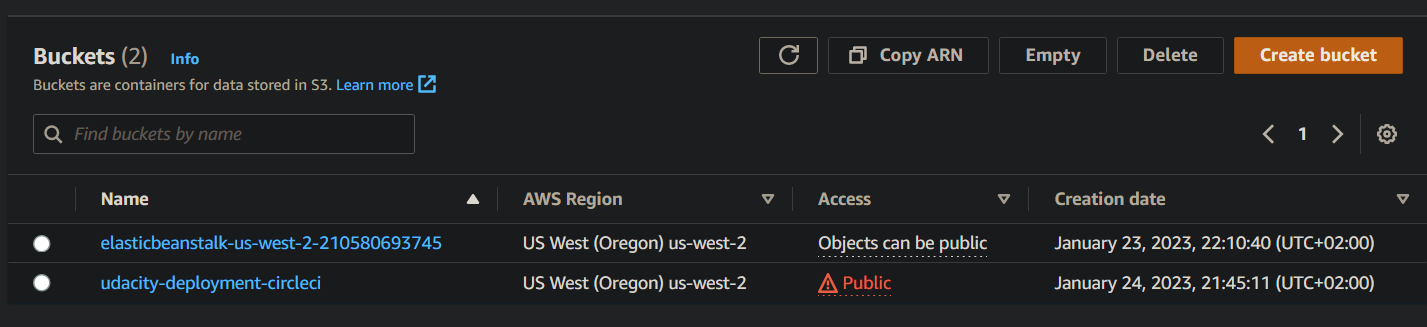 Buckets (2) Info
Copy ARN Empty Delete Create bucket
Buckets are containers for data stored in S3. Learn more
Find buckets by name
1
Name AWS Region Access Creation date
elasticbeanstalk-us-west-2-210580693745 US West (Oregon) us-west-2 Objects can be public January 23, 2023, 22:10:40 (UTC+02:00)
udacity-deployment-circleci US West (Oregon) us-west-2 Public January 24, 2023, 21:45:11 (UTC+02:00)